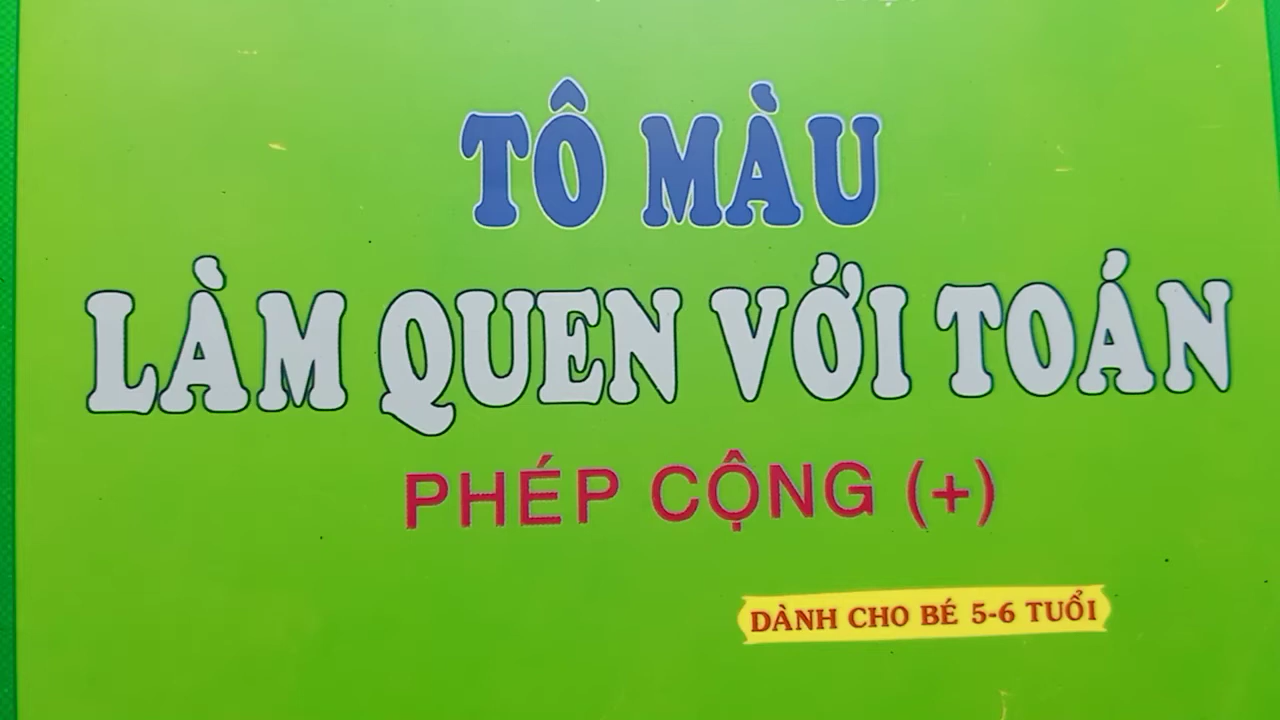 TÔ MÀU
LÀM QUEN VỚI TOÁN
PHÉP CỘNG (+)
DÀNH CHO BÉ 5-6 TUỔI